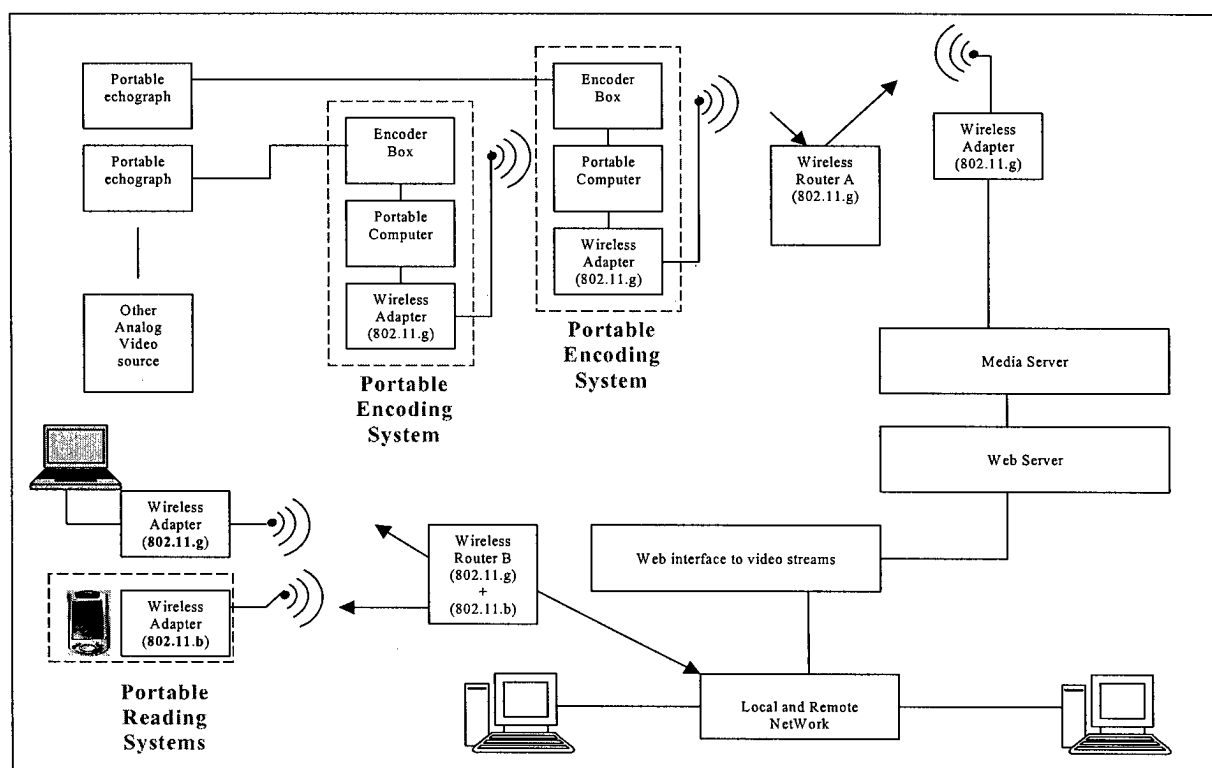 Portable
echograph
Portable
echograph
Other
Analog
Video
source
Encoder
Box
Portable
Computer
Wireless
Adapter
(802.11.g)
Portable
Encoding
System
Encoder
Box
Portable
Computer
Wireless
Adapter
(802.11.g)
Portable
Encoding
System
Wireless
Router A
(802.11.g)
Wireless
Adapter
(802.11.g)
Media Server
Web Server
Web interface to video streams
Wireless
Adapter
(802.11.g)
Wireless
Adapter
(802.11.b)
Portable
Reading
Systems
Wireless
Router B
(802.11.g)
+
(802.11.b)
Local and Remote
NetWork